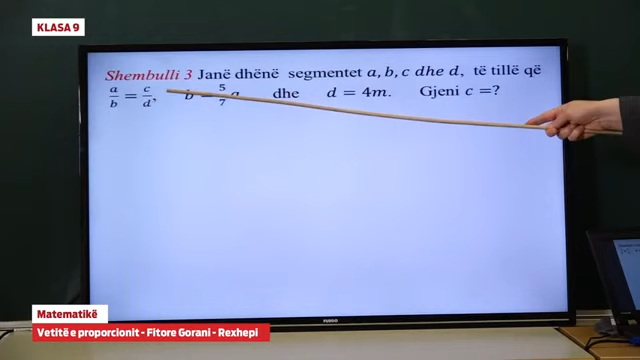 KLASA 9
Shembulli 3 Janë dhënë segmentet a, b, c dhe d, të tillë që
a/b = c/d, b = 5/7 a dhe d = 4m. Gjeni c =?
Matematikë
Vetitë e proporcionit - Fitore Gorani - Rexhepi